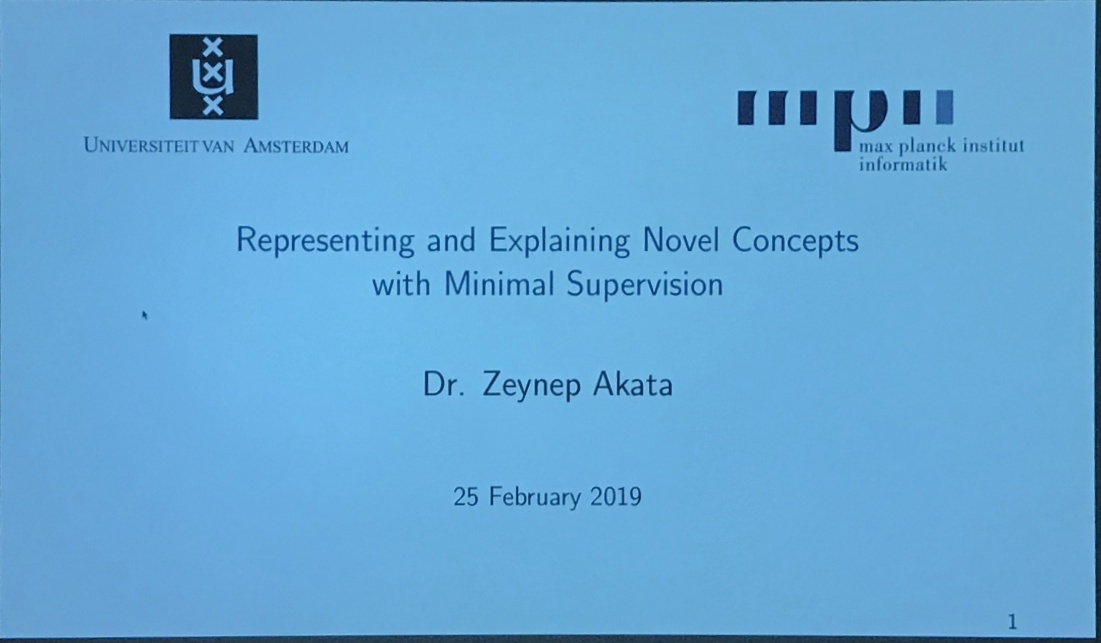 UNIVERSITEIT VAN AMSTERDAM
mpii
max planck institut
informatik
Representing and Explaining Novel Concepts
with Minimal Supervision
Dr. Zeynep Akata
25 February 2019
1